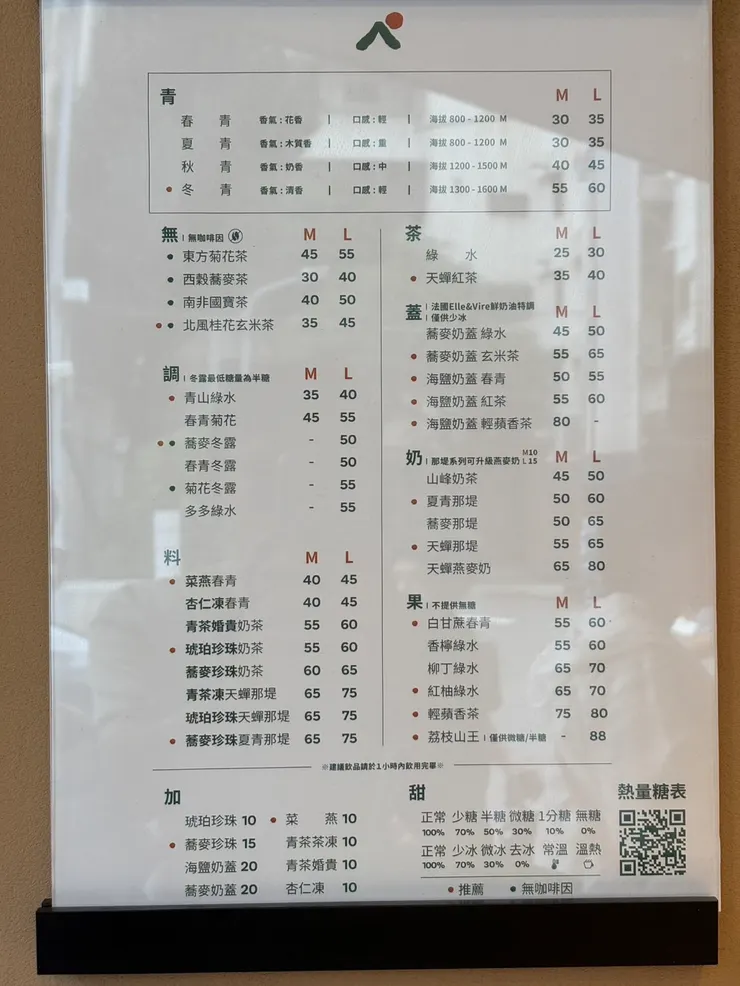 青 M L
春 青 香氣：花香 | 口感：輕 | 海拔 800 - 1200 M 30 35
夏 青 香氣：木質香 | 口感：重 | 海拔 800 - 1200 M 30 35
秋 青 香氣：奶香 | 口感：中 | 海拔 1200 - 1500 M 40 45
• 冬 青 香氣：清香 | 口感：輕 | 海拔 1300 - 1600 M 55 60
無 | 無咖啡因 M L
• 東方菊花茶 45 55
• 西穀蕎麥茶 30 40
• 南非國寶茶 40 50
• • 北風桂花玄米茶 35 45
調 | 冬露最低糖量為半糖 M L
• 青山綠水 35 40
春青菊花 45 55
• • 蕎麥冬露 - 50
春青冬露 - 50
• 菊花冬露 - 55
多多綠水 - 55
料 M L
• 菜燕春青 40 45
杏仁凍春青 40 45
青茶婚貴奶茶 55 60
• 琥珀珍珠奶茶 55 60
蕎麥珍珠奶茶 60 65
青茶凍天蟬那堤 65 75
琥珀珍珠天蟬那堤 65 75
• 蕎麥珍珠夏青那堤 65 75
茶 M L
綠 水 25 30
• 天蟬紅茶 35 40
蓋 | 法國Elle&Vire鮮奶油特調
| 僅供少冰 M L
蕎麥奶蓋 綠水 45 50
• 蕎麥奶蓋 玄米茶 55 65
• 海鹽奶蓋 春青 50 55
• 海鹽奶蓋 紅茶 55 60
• 海鹽奶蓋 輕蘋香茶 80 -
奶 | 那堤系列可升級燕麥奶 M10 L15 M L
山峰奶茶 45 50
• 夏青那堤 50 60
蕎麥那堤 50 65
• 天蟬那堤 55 65
天蟬燕麥奶 65 80
果 | 不提供無糖 M L
• 白甘蔗春青 55 60
香檸綠水 55 60
柳丁綠水 65 70
• 紅柚綠水 65 70
• 輕蘋香茶 75 80
• 荔枝山王 | 僅供微糖/半糖 - 88
※建議飲品請於1小時內飲用完畢※
加
琥珀珍珠 10 • 菜 燕 10
• 蕎麥珍珠 15 青茶茶凍 10
海鹽奶蓋 20 青茶婚貴 10
蕎麥奶蓋 20 杏仁凍 10
甜
正常 少糖 半糖 微糖 1分糖 無糖
100% 70% 50% 30% 10% 0%
正常 少冰 微冰 去冰 常溫 溫熱
100% 70% 30% 0%
• 推薦 • 無咖啡因
熱量糖表